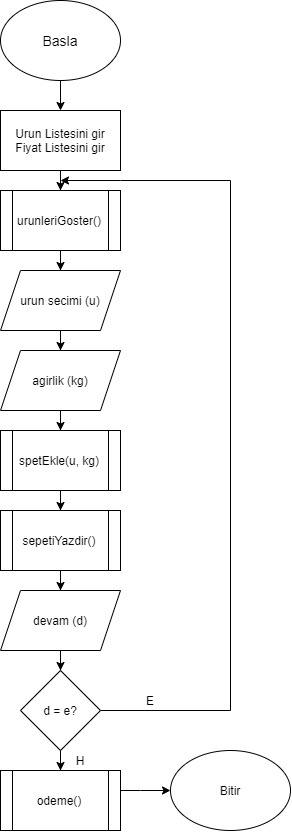 Basla
Urun Listesini gir
Fiyat Listesini gir
urunleriGoster()
urun secimi (u)
agirlik (kg)
spetEkle(u, kg)
sepetiYazdir()
devam (d)
d = e?
E
H
odeme()
Bitir